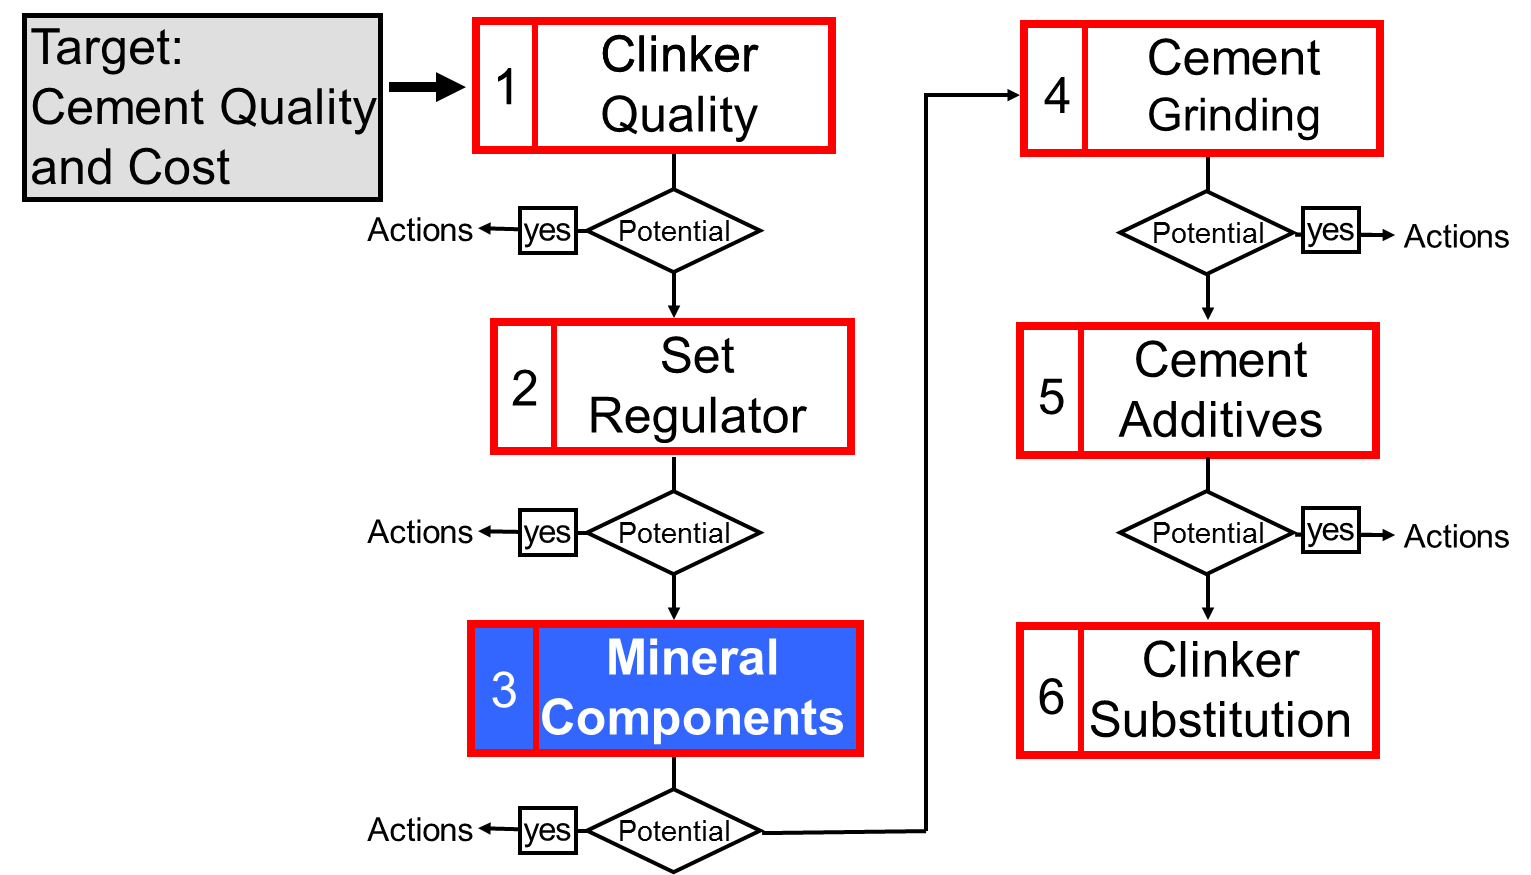 Target:
Cement Quality
and Cost
1
Clinker
Quality
Potential
yes
Actions
2
Set
Regulator
Potential
yes
Actions
3
Mineral
Components
Potential
yes
Actions
4
Cement
Grinding
Potential
yes
Actions
5
Cement
Additives
Potential
yes
Actions
6
Clinker
Substitution